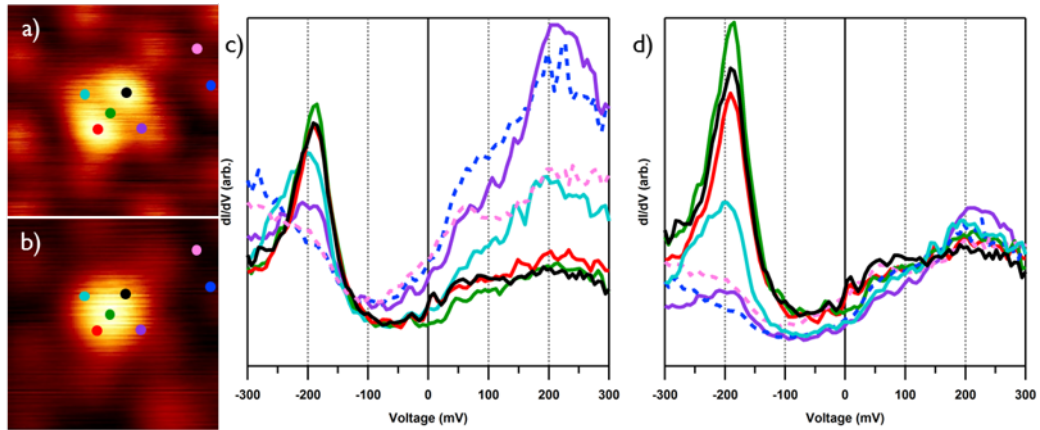 a)
b)
c)
dI/dV (arb.)
-300 -200 -100 0 100 200 300
Voltage (mV)
d)
dI/dV (arb.)
-300 -200 -100 0 100 200 300
Voltage (mV)